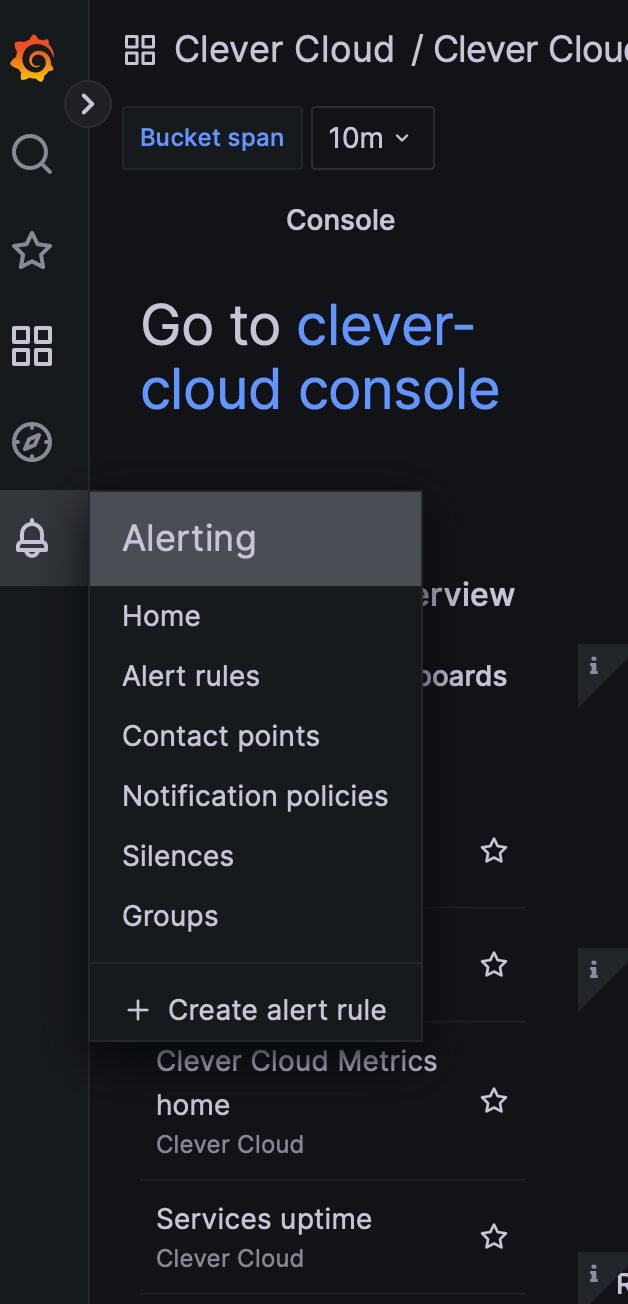 Clever Cloud / Clever Clou
Bucket span
10m
Console
Go to clever-
cloud console
Alerting
Home
erview
Alert rules
boards
Contact points
Notification policies
Silences
Groups
+ Create alert rule
Clever Cloud Metrics
home
Clever Cloud
Services uptime
Clever Cloud